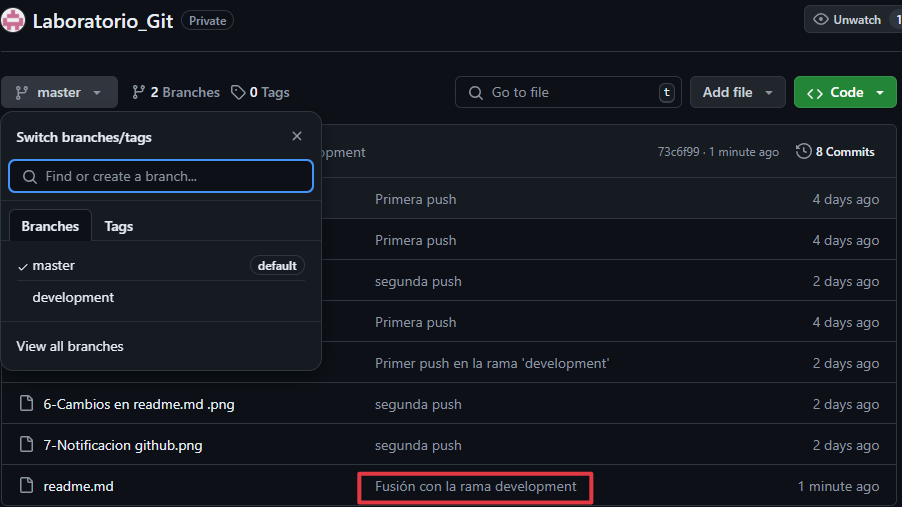 Laboratorio_Git Private
Unwatch 1
master 2 Branches 0 Tags
Go to file t
Add file
Code
Switch branches/tags
Find or create a branch...
Branches Tags
master default
development
View all branches
73c6f99 · 1 minute ago 8 Commits
Primera push 4 days ago
Primera push 4 days ago
segunda push 2 days ago
Primera push 4 days ago
Primer push en la rama 'development' 2 days ago
6-Cambios en readme.md .png segunda push 2 days ago
7-Notificacion github.png segunda push 2 days ago
readme.md Fusión con la rama development 1 minute ago